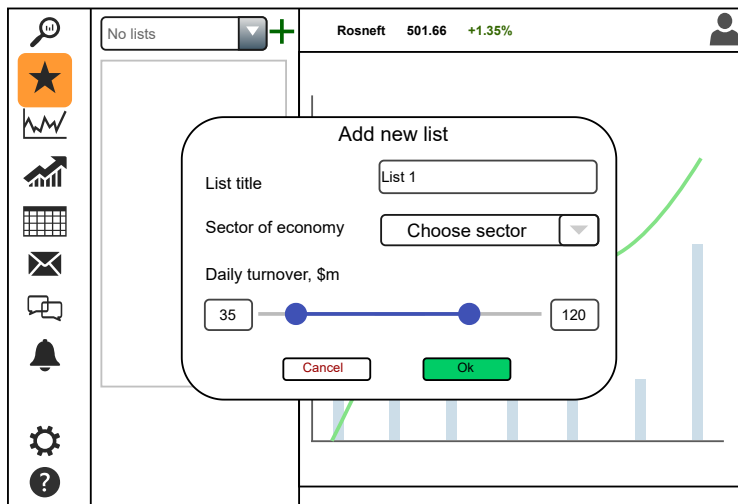 No lists
Rosneft 501.66 +1.35%
Add new list
List title
List 1
Sector of economy
Choose sector
Daily turnover, $m
35
120
Cancel
Ok
?